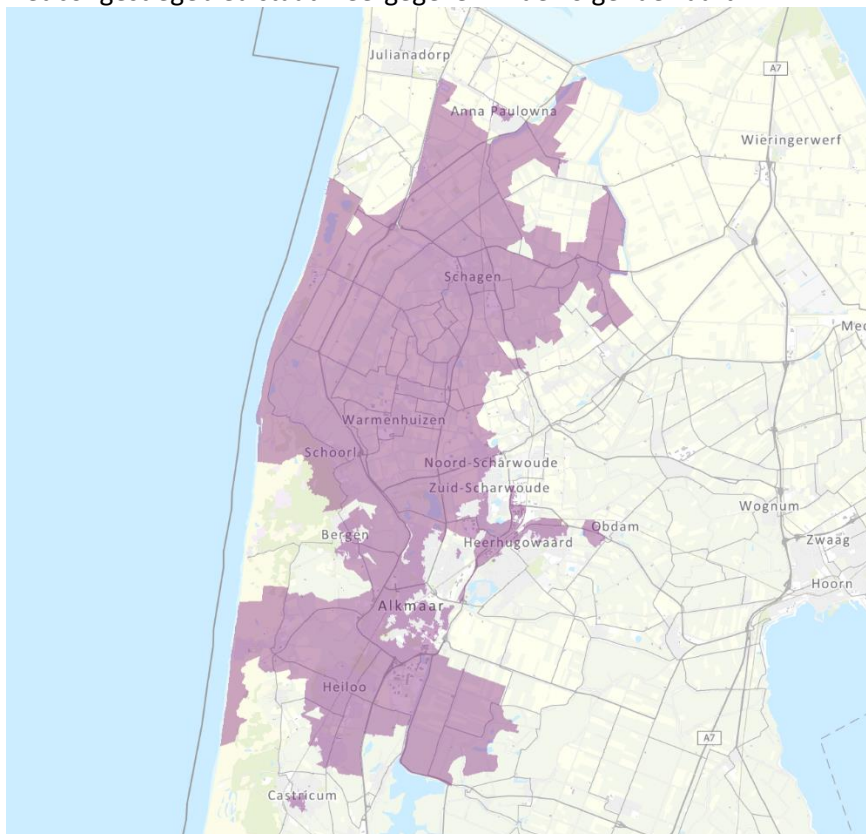 Julianadorp
A7
Anna Paulowna
Wieringerwerf
Schagen
Med
Warmenhuizen
Schoorl
Noord-Scharwoude
Zuid-Scharwoude
Wognum
Obdam
Bergen
Heerhugowaard
Zwaag
Hoorn
Alkmaar
Heiloo
A7
Castricum